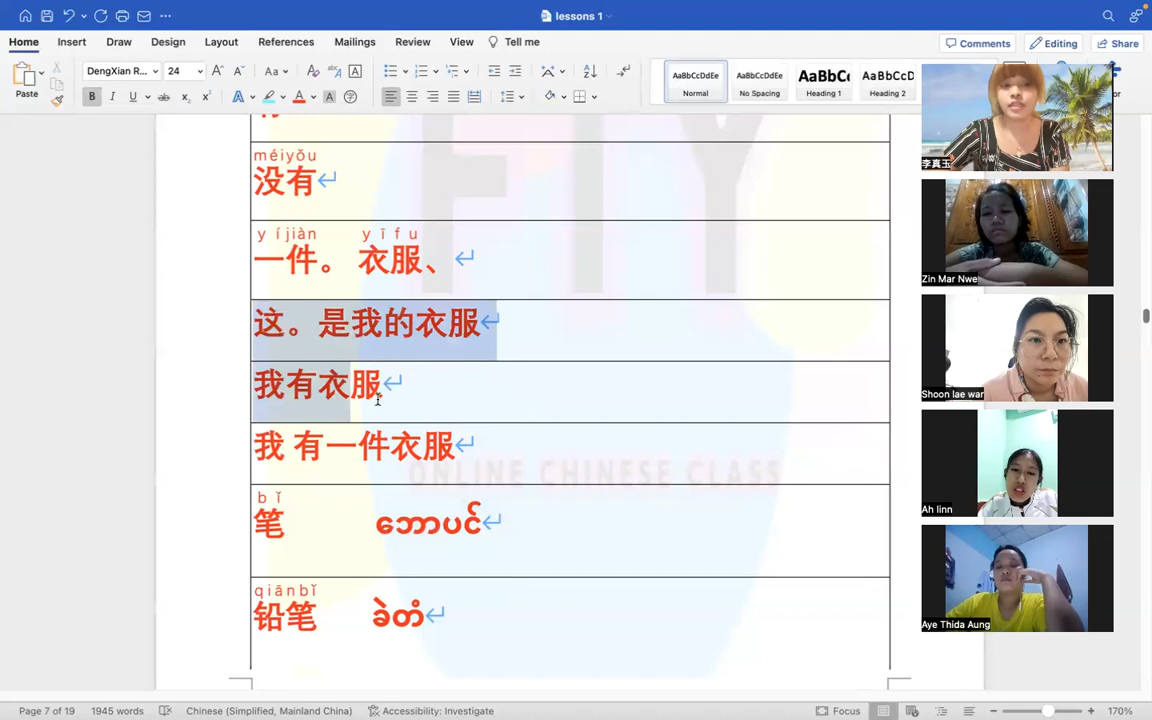 lessons 1
Home Insert Draw Design Layout References Mailings Review View Tell me
Comments Editing Share
Paste
DengXian R... 24
AaBbCcDdEe AaBbCcDdEe AaBbCc AaBbCcD
Normal No Spacing Heading 1 Heading 2
méiyǒu
没有
yíjiàn yīfu
一件。 衣服、
这。是我的衣服
我有衣服
我 有一件衣服
ONLINE CHINESE CLASS
bǐ
笔 ဘောပင်
qiānbǐ
铅笔 ခဲတံ
李真玉
Zin Mar Nwe
Shoon lae war
Ah linn
Aye Thida Aung
Page 7 of 19 1945 words Chinese (Simplified, Mainland China) Accessibility: Investigate Focus 170%